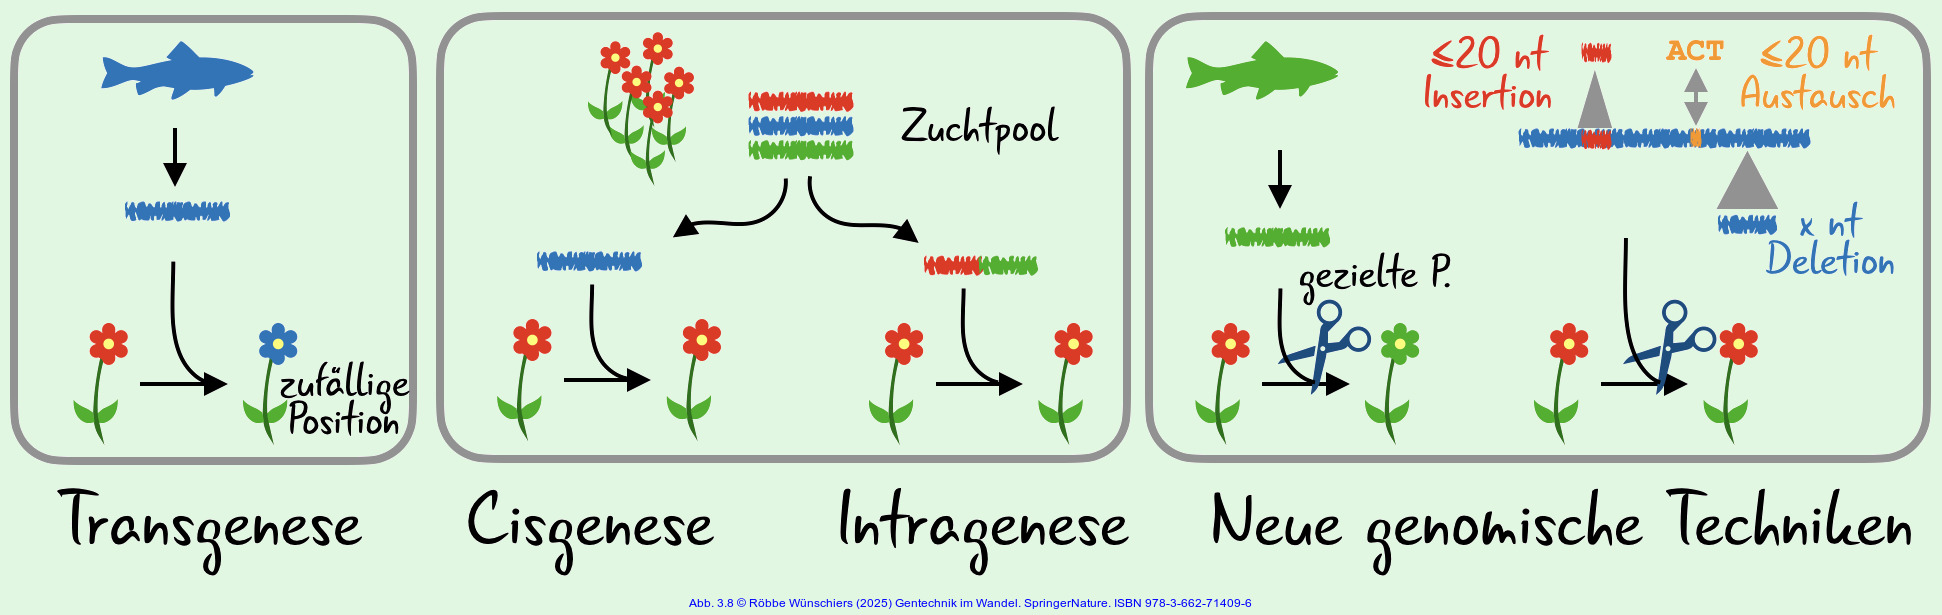 zufällige
Position
Transgenese
Zuchtpool
Cisgenese
Intragenese
≤20 nt
Insertion
ACT
≤20 nt
Austausch
x nt
Deletion
gezielte P.
Neue genomische Techniken
Abb. 3.8 © Röbbe Wünschiers (2025) Gentechnik im Wandel. SpringerNature. ISBN 978-3-662-71409-6